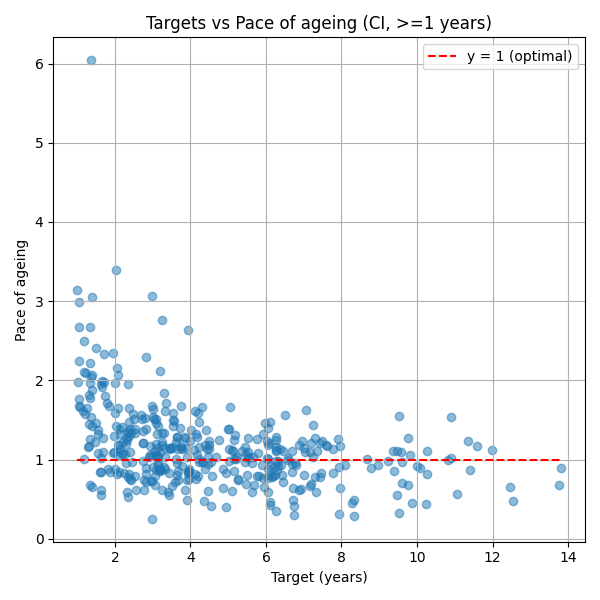 Targets vs Pace of ageing (CI, >=1 years)
y = 1 (optimal)
6
5
4
3
2
1
0
Pace of ageing
2 4 6 8 10 12 14
Target (years)